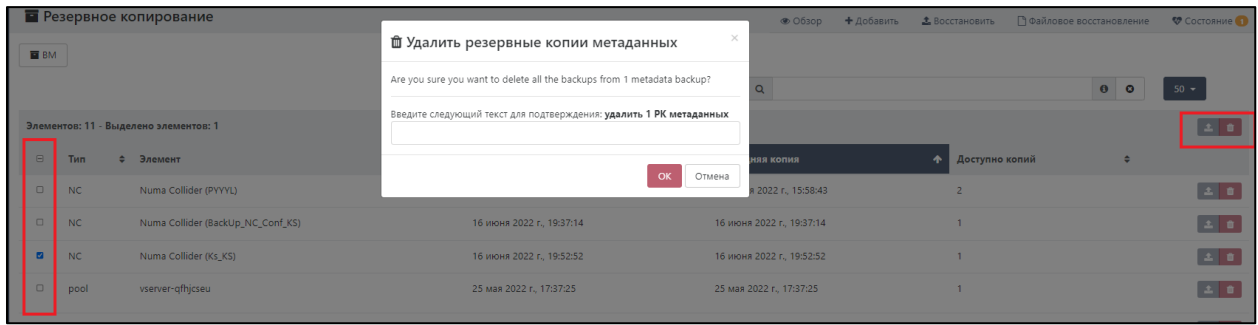 Резервное копирование
Обзор Добавить Восстановить Файловое восстановление Состояние 1
ВМ
Удалить резервные копии метаданных ×
Are you sure you want to delete all the backups from 1 metadata backup?
Введите следующий текст для подтверждения: удалить 1 РК метаданных
OK Отмена
50
Элементов: 11 - Выделено элементов: 1
Тип Элемент няя копия Доступно копий
NC Numa Collider (PYYYL) я 2022 г., 15:58:43 2
NC Numa Collider (BackUp_NC_Conf_KS) 16 июня 2022 г., 19:37:14 16 июня 2022 г., 19:37:14 1
NC Numa Collider (Ks_KS) 16 июня 2022 г., 19:52:52 16 июня 2022 г., 19:52:52 1
pool vserver-qfhjcseu 25 мая 2022 г., 17:37:25 25 мая 2022 г., 17:37:25 1